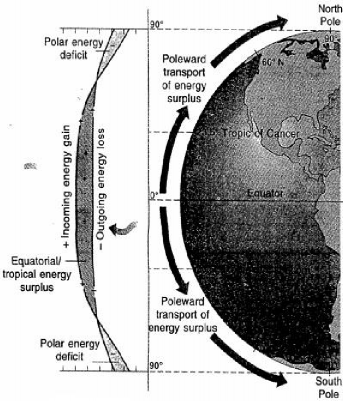 North
Pole
90°
90°
Polar energy
deficit
Poleward
transport
of energy
surplus
60° N
Tropic of Cancer
+ Incoming energy gain
– Outgoing energy loss
0°
Equator
Equatorial/
tropical energy
surplus
Poleward
transport of
energy surplus
Polar energy
deficit
90°
90°
South
Pole